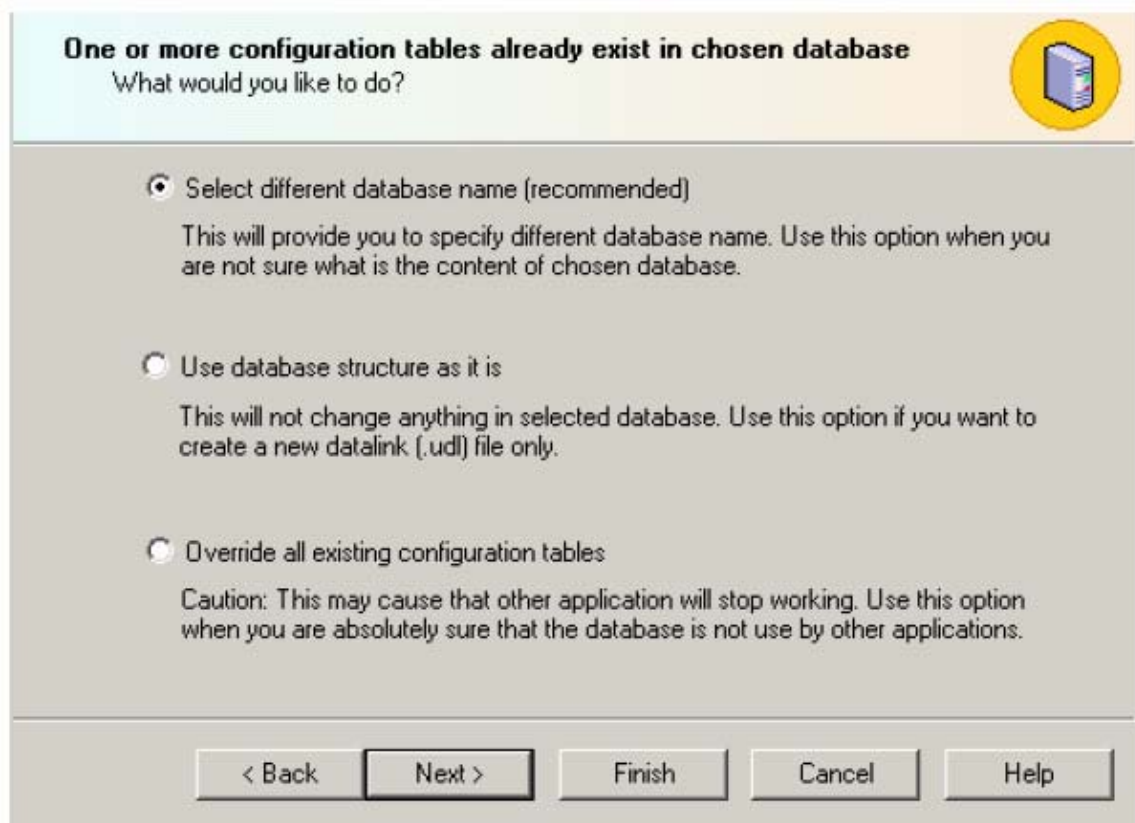 One or more configuration tables already exist in chosen database
What would you like to do?
Select different database name (recommended)
This will provide you to specify different database name. Use this option when you
are not sure what is the content of chosen database.
Use database structure as it is
This will not change anything in selected database. Use this option if you want to
create a new datalink (.udl) file only.
Override all existing configuration tables
Caution: This may cause that other application will stop working. Use this option
when you are absolutely sure that the database is not use by other applications.
< Back Next > Finish Cancel Help